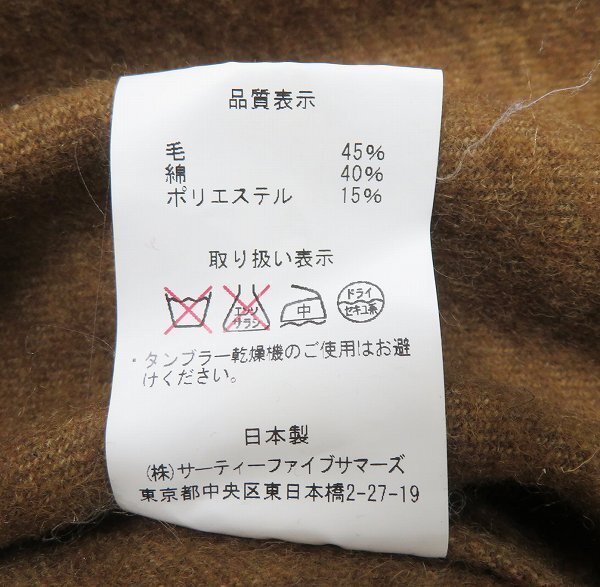 品質表示
毛 45%
綿 40%
ポリエステル 15%
取り扱い表示
エンソ サラシ 中 ドライ セキユ系
・タンブラー乾燥機のご使用はお避
けください。
日本製
(株)サーティーファイブサマーズ
東京都中央区東日本橋2-27-19